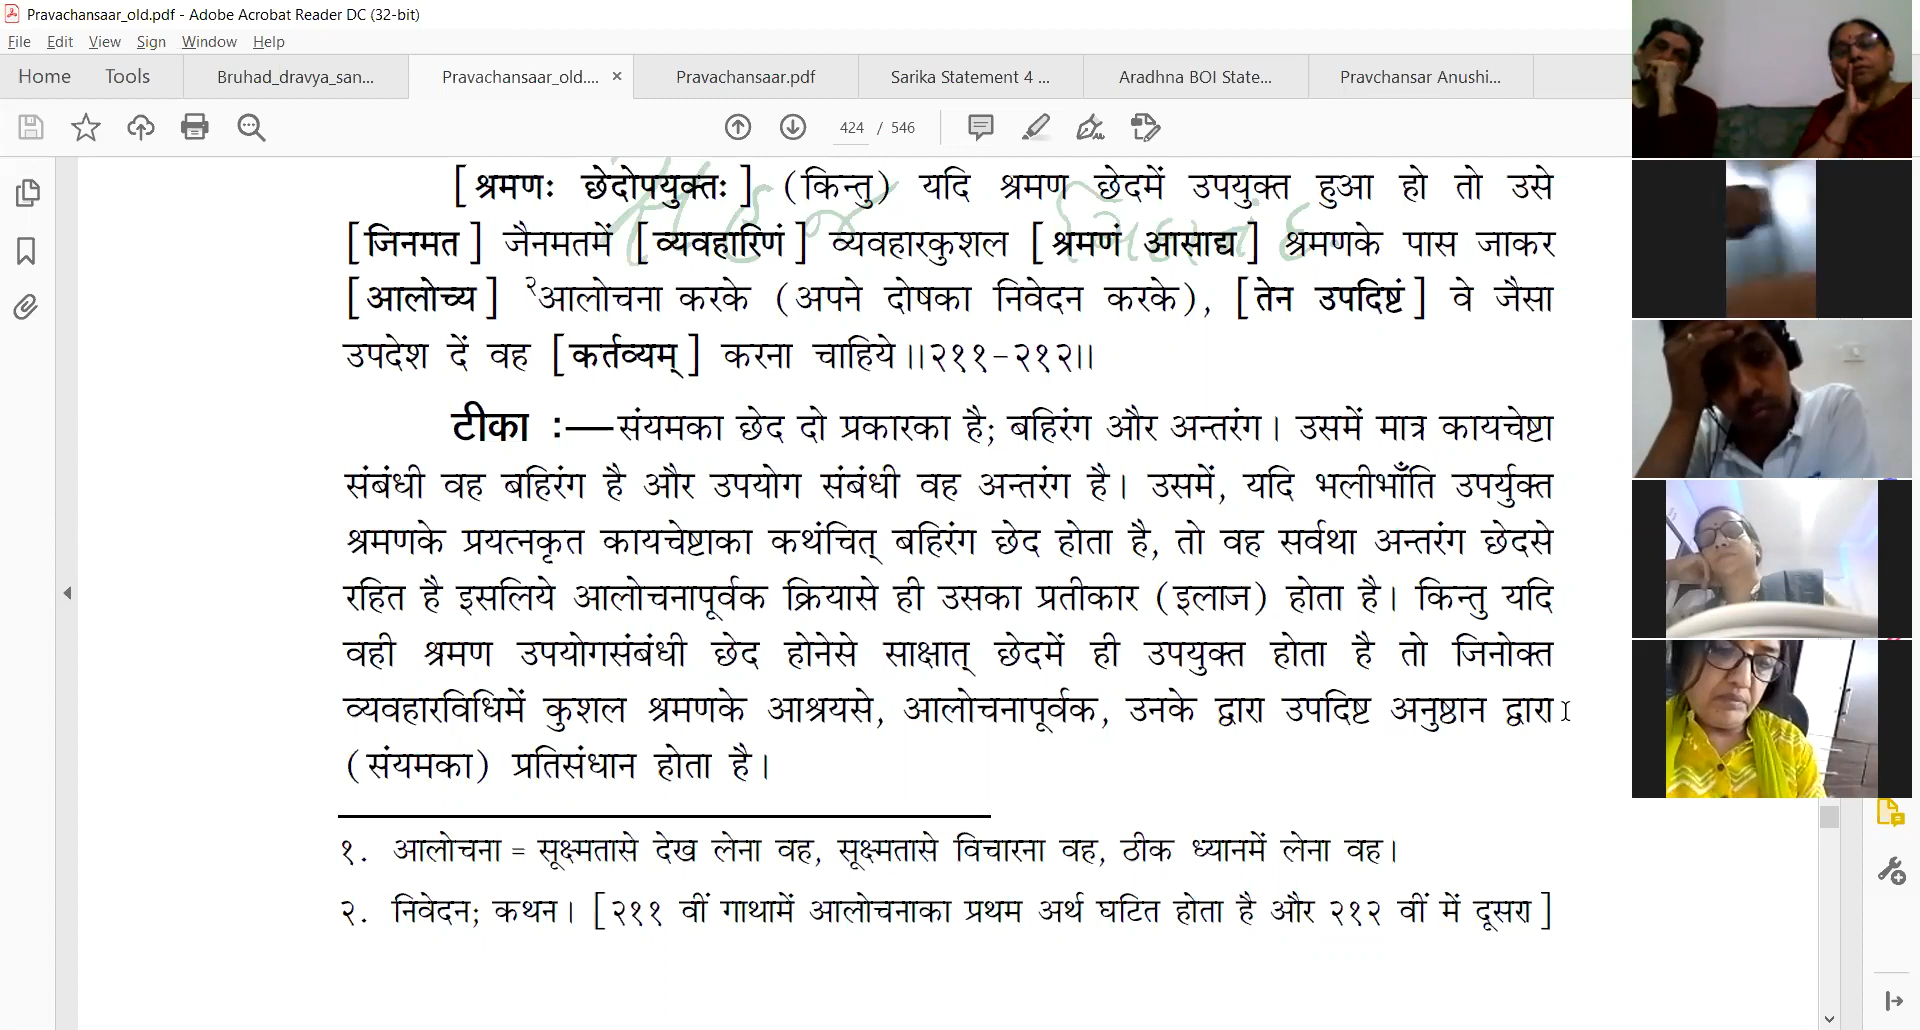 Pravachansaar_old.pdf - Adobe Acrobat Reader DC (32-bit)
File Edit View Sign Window Help
Home Tools Bruhad_dravya_san... Pravachansaar_old.... × Pravachansaar.pdf Sarika Statement 4 ... Aradhna BOI State... Pravchansar Anushi...
424 / 546
[श्रमणः छेदोपयुक्तः] (किन्तु) यदि श्रमण छेदमें उपयुक्त हुआ हो तो उसे
[जिनमत] जैनमतमें [व्यवहारिणं] व्यवहारकुशल [श्रमणं आसाद्य] श्रमणके पास जाकर
[आलोच्य] २आलोचना करके (अपने दोषका निवेदन करके), [तेन उपदिष्टं] वे जैसा
उपदेश दें वह [कर्तव्यम्] करना चाहिये॥२११-२१२॥
टीका :—संयमका छेद दो प्रकारका है; बहिरंग और अन्तरंग। उसमें मात्र कायचेष्टा
संबंधी वह बहिरंग है और उपयोग संबंधी वह अन्तरंग है। उसमें, यदि भलीभाँति उपर्युक्त
श्रमणके प्रयत्नकृत कायचेष्टाका कथंचित् बहिरंग छेद होता है, तो वह सर्वथा अन्तरंग छेदसे
रहित है इसलिये आलोचनापूर्वक क्रियासे ही उसका प्रतीकार (इलाज) होता है। किन्तु यदि
वही श्रमण उपयोगसंबंधी छेद होनेसे साक्षात् छेदमें ही उपयुक्त होता है तो जिनोक्त
व्यवहारविधिमें कुशल श्रमणके आश्रयसे, आलोचनापूर्वक, उनके द्वारा उपदिष्ट अनुष्ठान द्वारा
(संयमका) प्रतिसंधान होता है।
१. आलोचना = सूक्ष्मतासे देख लेना वह, सूक्ष्मतासे विचारना वह, ठीक ध्यानमें लेना वह।
२. निवेदन; कथन। [२११ वीं गाथामें आलोचनाका प्रथम अर्थ घटित होता है और २१२ वीं में दूसरा]